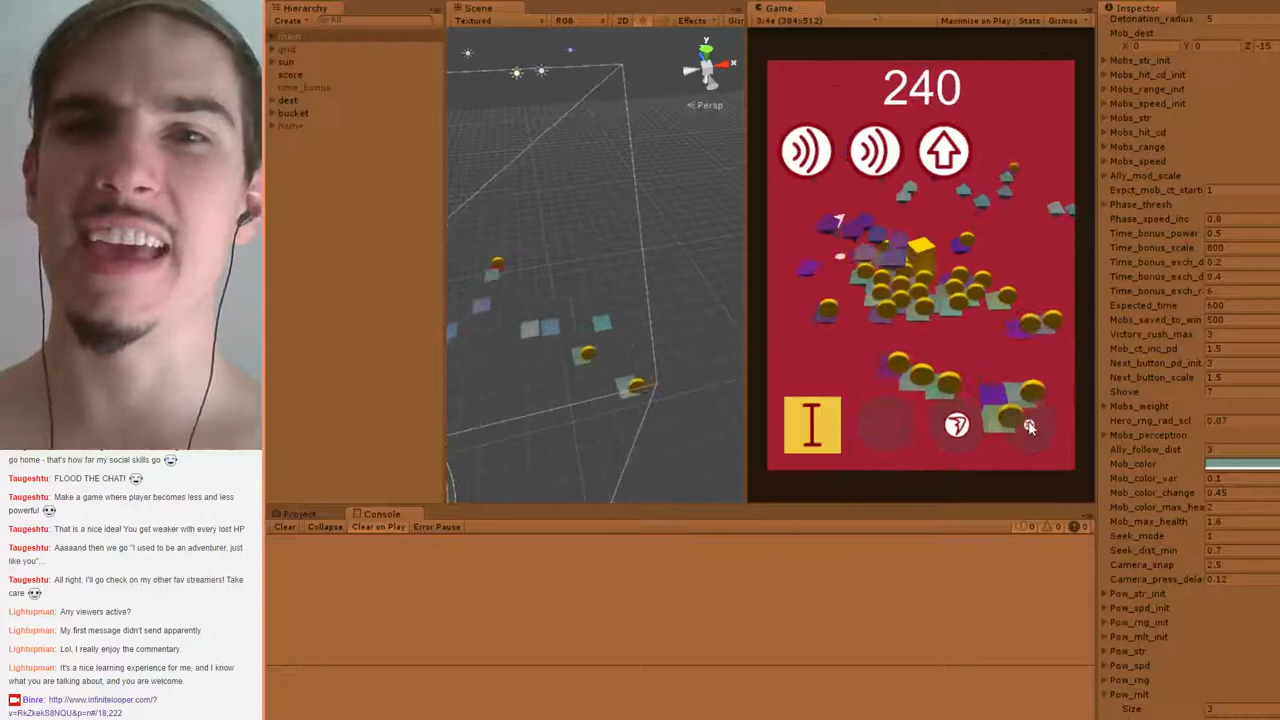 Hierarchy
Create
All
main
grid
sun
score
time_bonus
dest
bucket
home
Scene
Textured
RGB
2D
Effects
Giz
y
x
Persp
Game
3:4e (384x512)
Maximize on Play
Stats
Gizmos
240
I
Project
Console
Clear
Collapse
Clear on Play
Error Pause
0
0
0
Inspector
Detonation_radius 5
Mob_dest
X 0 Y 0 Z -15
Mobs_str_init
Mobs_hit_cd_init
Mobs_range_init
Mobs_speed_init
Mobs_str
Mobs_hit_cd
Mobs_range
Mobs_speed
Ally_mod_scale
Expct_mob_ct_starti 1
Phase_thresh
Phase_speed_inc 0.8
Time_bonus_power 0.5
Time_bonus_scale 800
Time_bonus_exch_d 0.2
Time_bonus_exch_d 0.4
Time_bonus_exch_r 6
Expected_time 600
Mobs_saved_to_win 500
Victory_rush_max 3
Mob_ct_inc_pd 1.5
Next_button_pd_init 3
Next_button_scale 1.5
Shove 7
Mobs_weight
Hero_rng_rad_scl 0.07
Mobs_perception
Ally_follow_dist 3
Mob_color
Mob_color_var 0.1
Mob_color_change 0.45
Mob_color_max_hea 2
Mob_max_health 1.6
Seek_mode 1
Seek_dist_min 0.7
Camera_snap 2.5
Camera_press_dela 0.12
Pow_str_init
Pow_spd_init
Pow_rng_init
Pow_mlt_init
Pow_str
Pow_spd
Pow_rng
Pow_mlt
Size 3
go home - that's how far my social skills go
Taugeshtu: FLOOD THE CHAT!
Taugeshtu: Make a game where player becomes less and less
powerful
Taugeshtu: That is a nice idea! You get weaker with every lost HP
Taugeshtu: Aaaaand then we go "I used to be an adventurer, just
like you"...
Taugeshtu: All right, I'll go check on my other fav streamers! Take
care
Lightupman: Any viewers active?
Lightupman: My first message didn't send apparently.
Lightupman: Lol, I really enjoy the commentary.
Lightupman: It's a nice learning experience for me, and I know
what you are talking about, and you are welcome.
Binre: http://www.infinitelooper.com/?
v=RkZkekS8NQU&p=n#/18;222